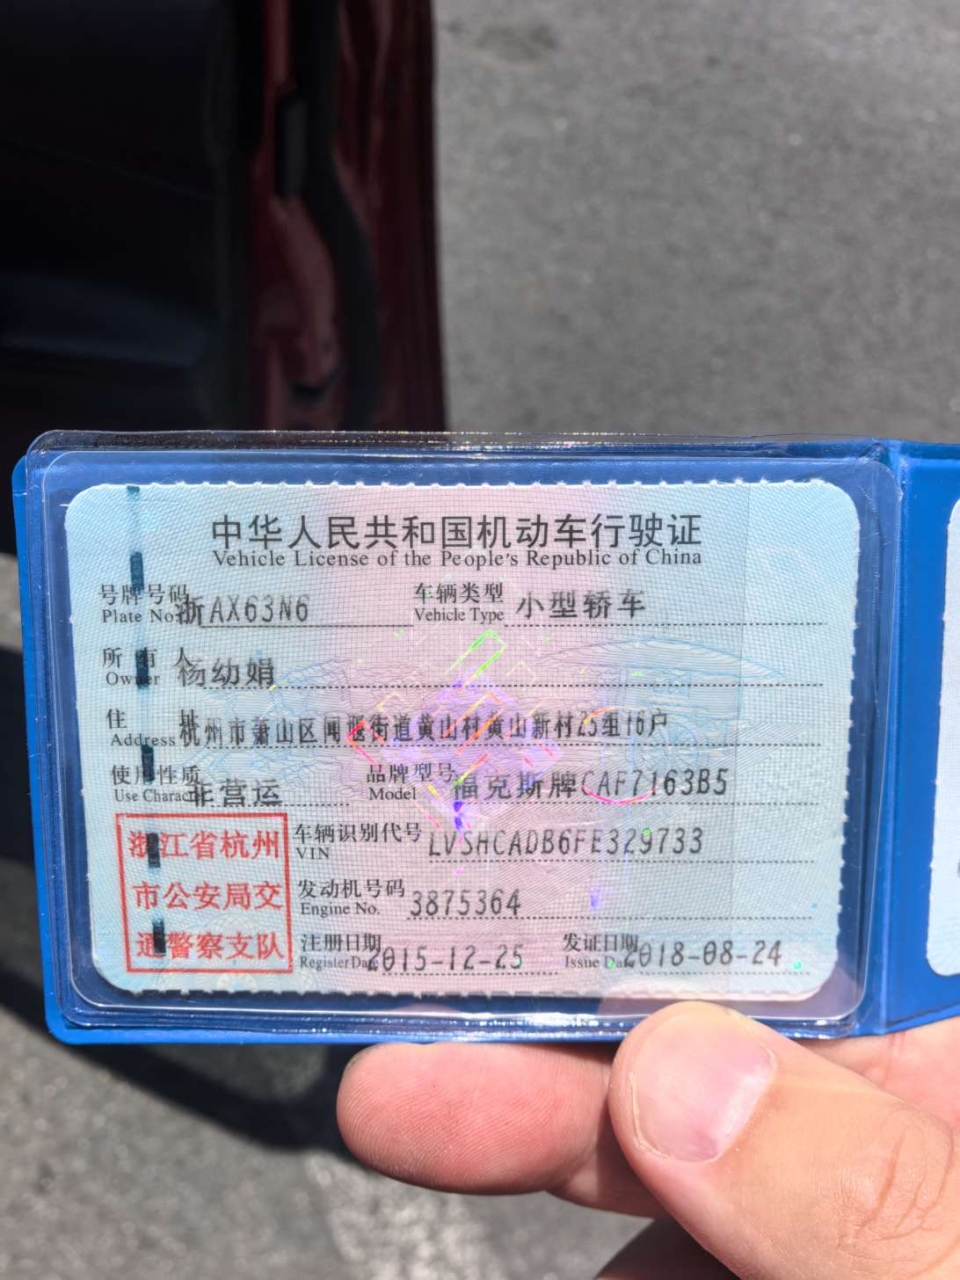 中华人民共和国机动车行驶证
Vehicle License of the People's Republic of China
号牌号码 浙AX63N6 车辆类型 小型轿车
Plate No. Vehicle Type
所有人 杨幼娟
Owner
住址 杭州市萧山区闻堰街道黄山村黄山新村25组16户
Address
使用性质 非营运 品牌型号 福克斯牌CAF7163B5
Use Character Model
浙江省杭州
市公安局交
通警察支队
车辆识别代号 LVSHCADB6FE329733
VIN
发动机号码 3875364
Engine No.
注册日期 2015-12-25 发证日期 2018-08-24
Register Date Issue Date